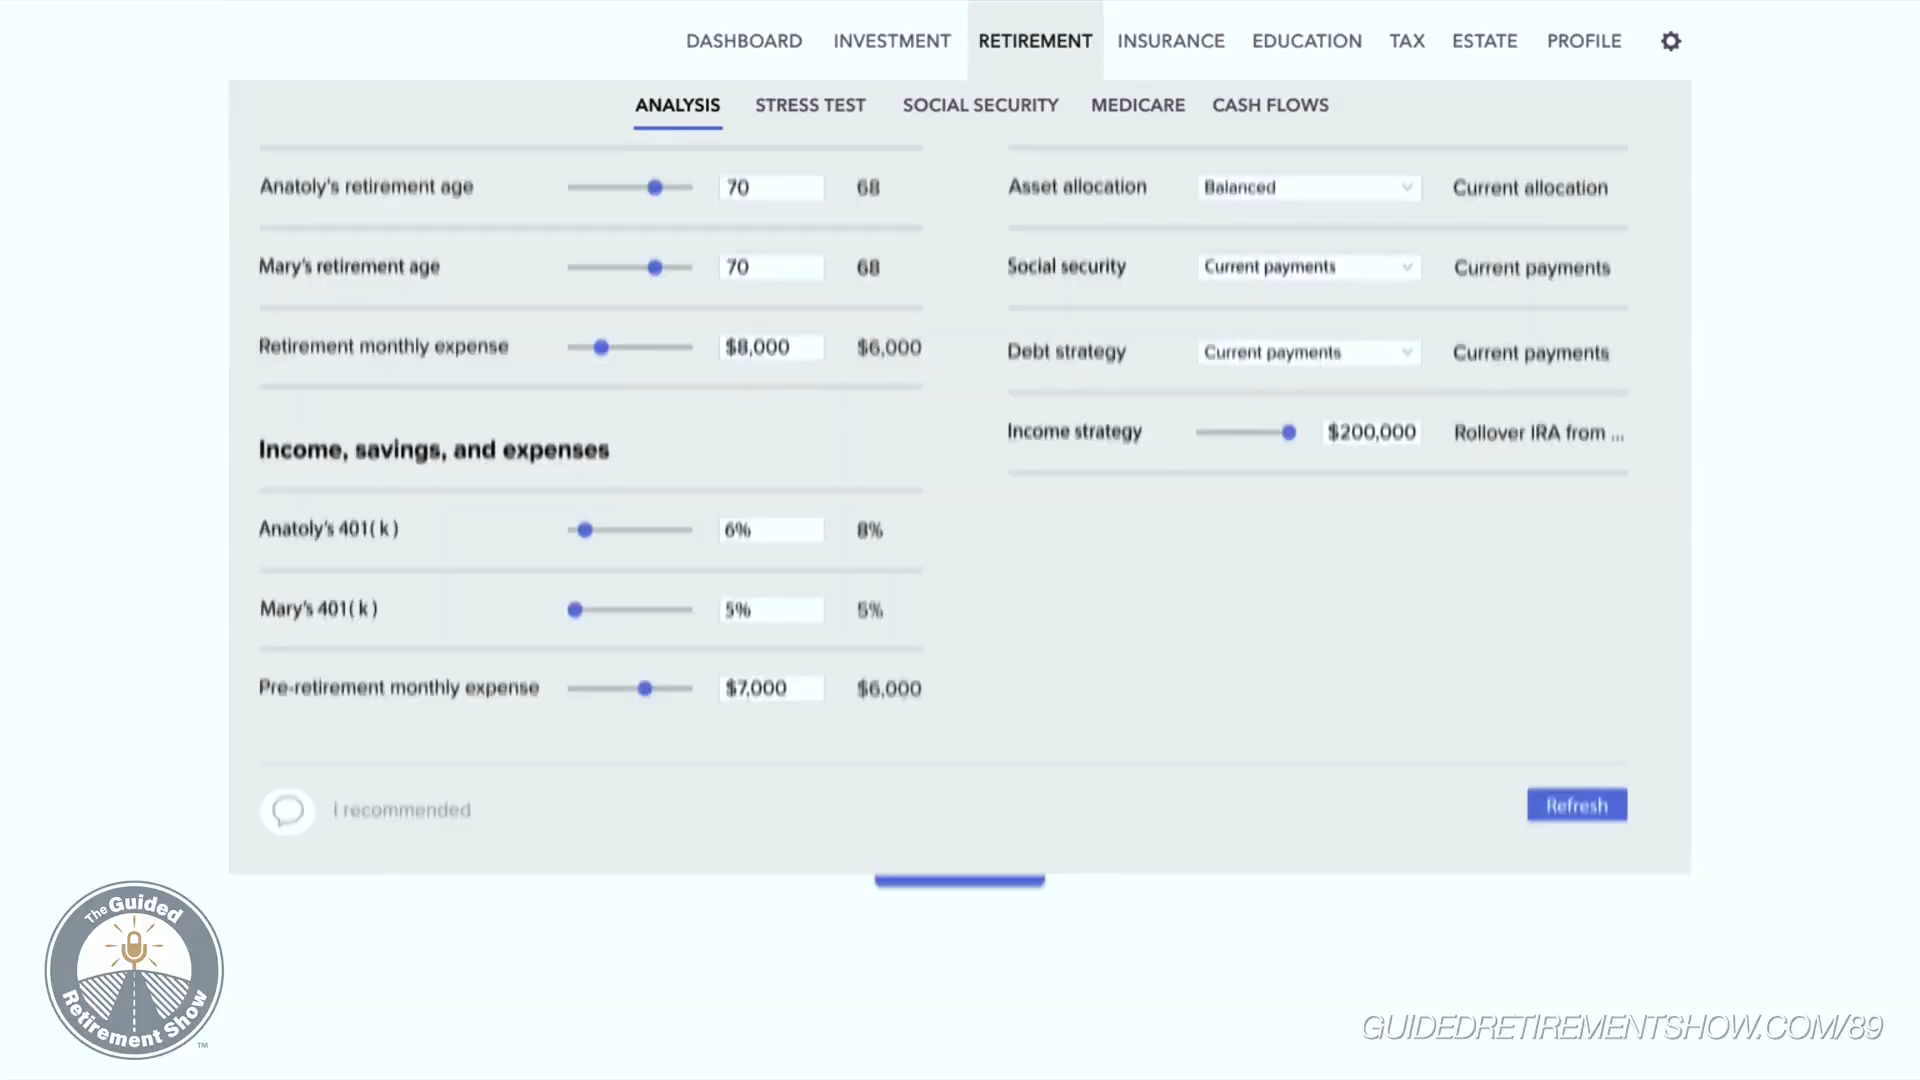 DASHBOARD INVESTMENT RETIREMENT INSURANCE EDUCATION TAX ESTATE PROFILE
ANALYSIS STRESS TEST SOCIAL SECURITY MEDICARE CASH FLOWS
Anatoly's retirement age 70 68
Mary's retirement age 70 68
Retirement monthly expense $8,000 $6,000
Income, savings, and expenses
Anatoly's 401(k) 6% 8%
Mary's 401(k) 5% 5%
Pre-retirement monthly expense $7,000 $6,000
Asset allocation Balanced Current allocation
Social security Current payments Current payments
Debt strategy Current payments Current payments
Income strategy $200,000 Rollover IRA from ...
I recommended
Refresh
The Guided
Retirement Show
TM
GUIDEDRETIREMENTSHOW.COM/89